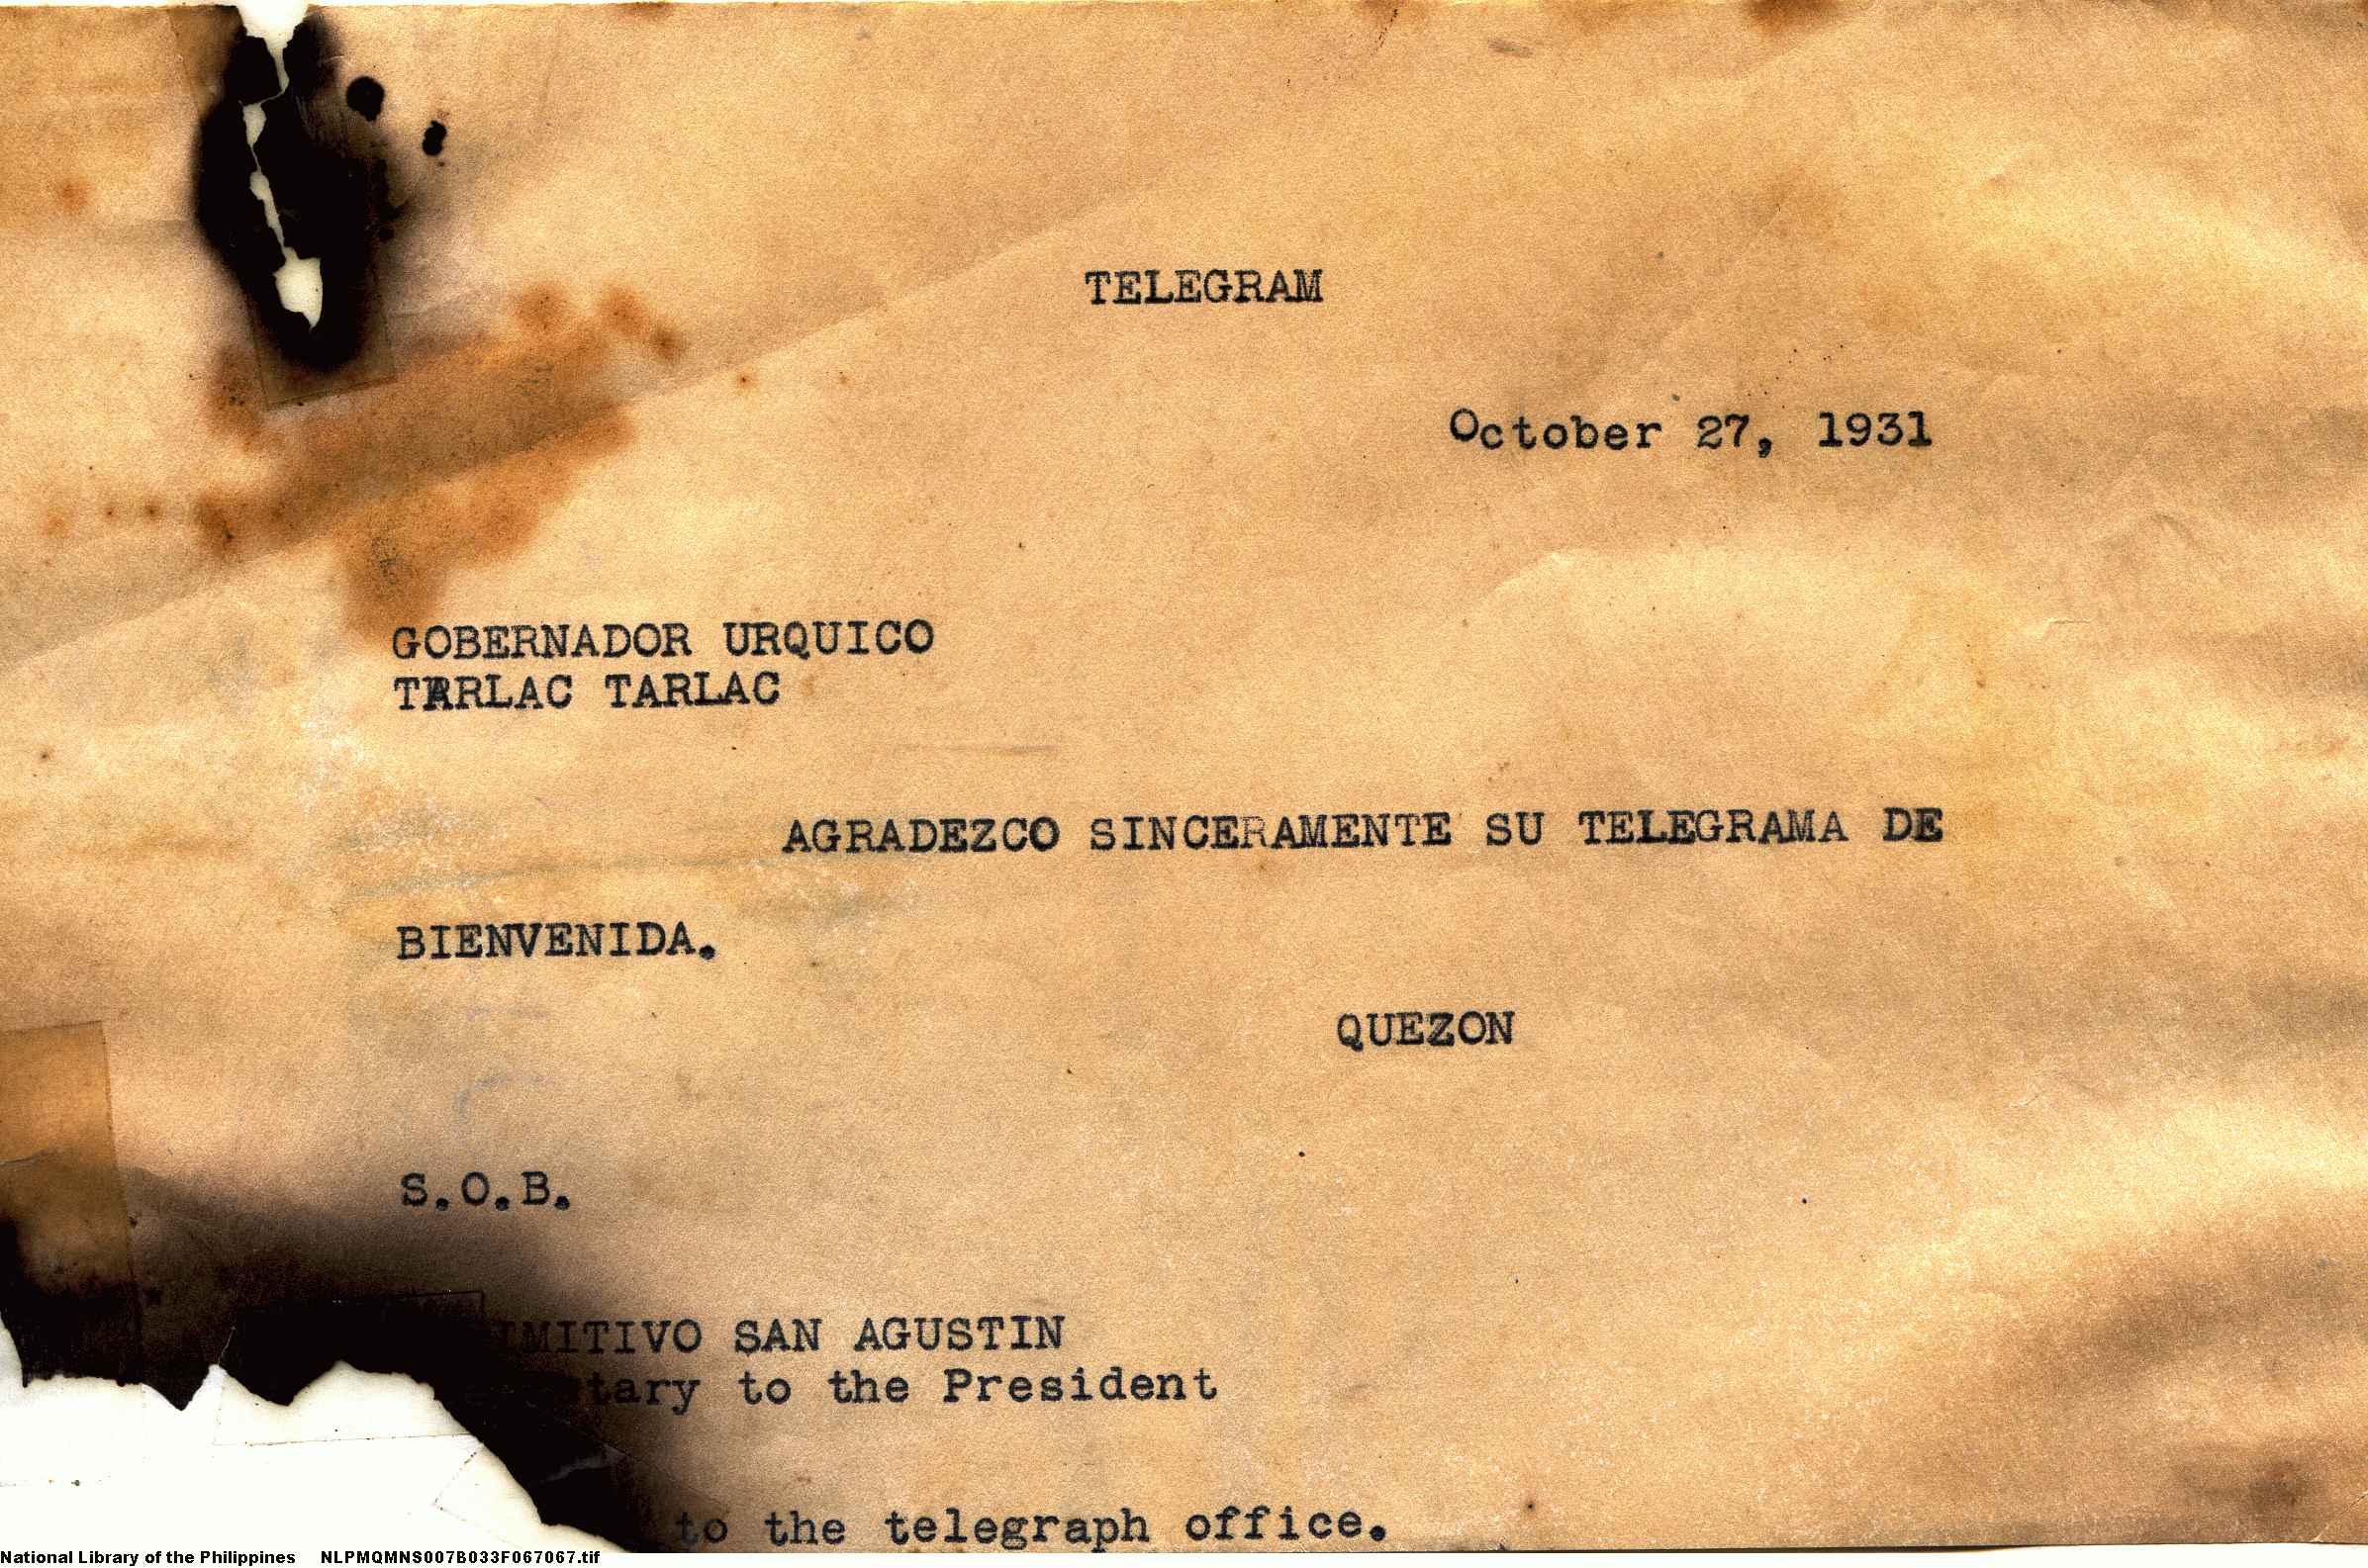 TELEGRAM
October 27, 1931
GOBERNADOR URQUICO
TARLAC TARLAC
AGRADEZCO SINCERAMENTE SU TELEGRAMA DE
BIENVENIDA.
QUEZON
S.O.B.
IMITIVO SAN AGUSTIN
tary to the President
to the telegraph office.
National Library of the Philippines NLPMQMNS007B033F067067.tif